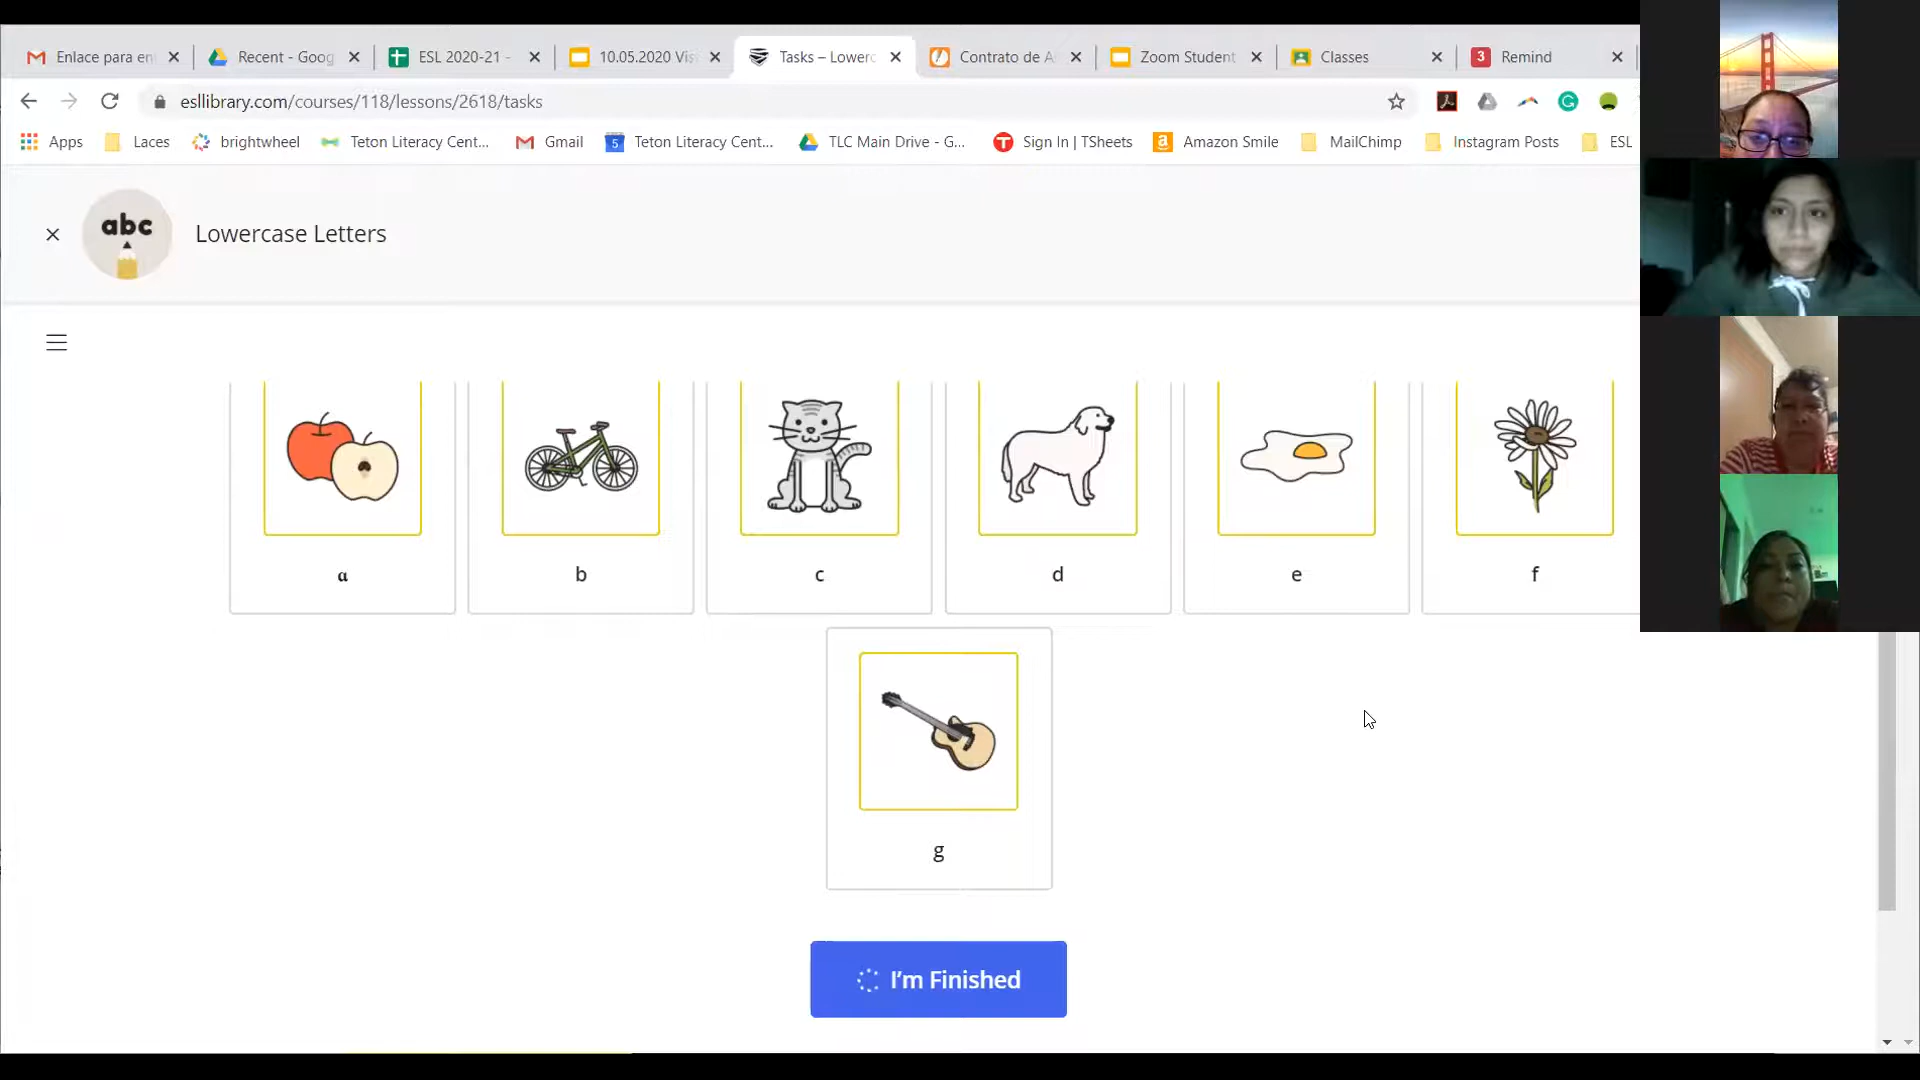 Enlace para en
Recent - Goog
ESL 2020-21 -
10.05.2020 Vis
Tasks – Lowerc
Contrato de A
Zoom Student
Classes
3 Remind
esllibrary.com/courses/118/lessons/2618/tasks
Apps
Laces
brightwheel
Teton Literacy Cent...
Gmail
5 Teton Literacy Cent...
TLC Main Drive - G...
Sign In | TSheets
Amazon Smile
MailChimp
Instagram Posts
ESL
abc
Lowercase Letters
a
b
c
d
e
f
g
I'm Finished